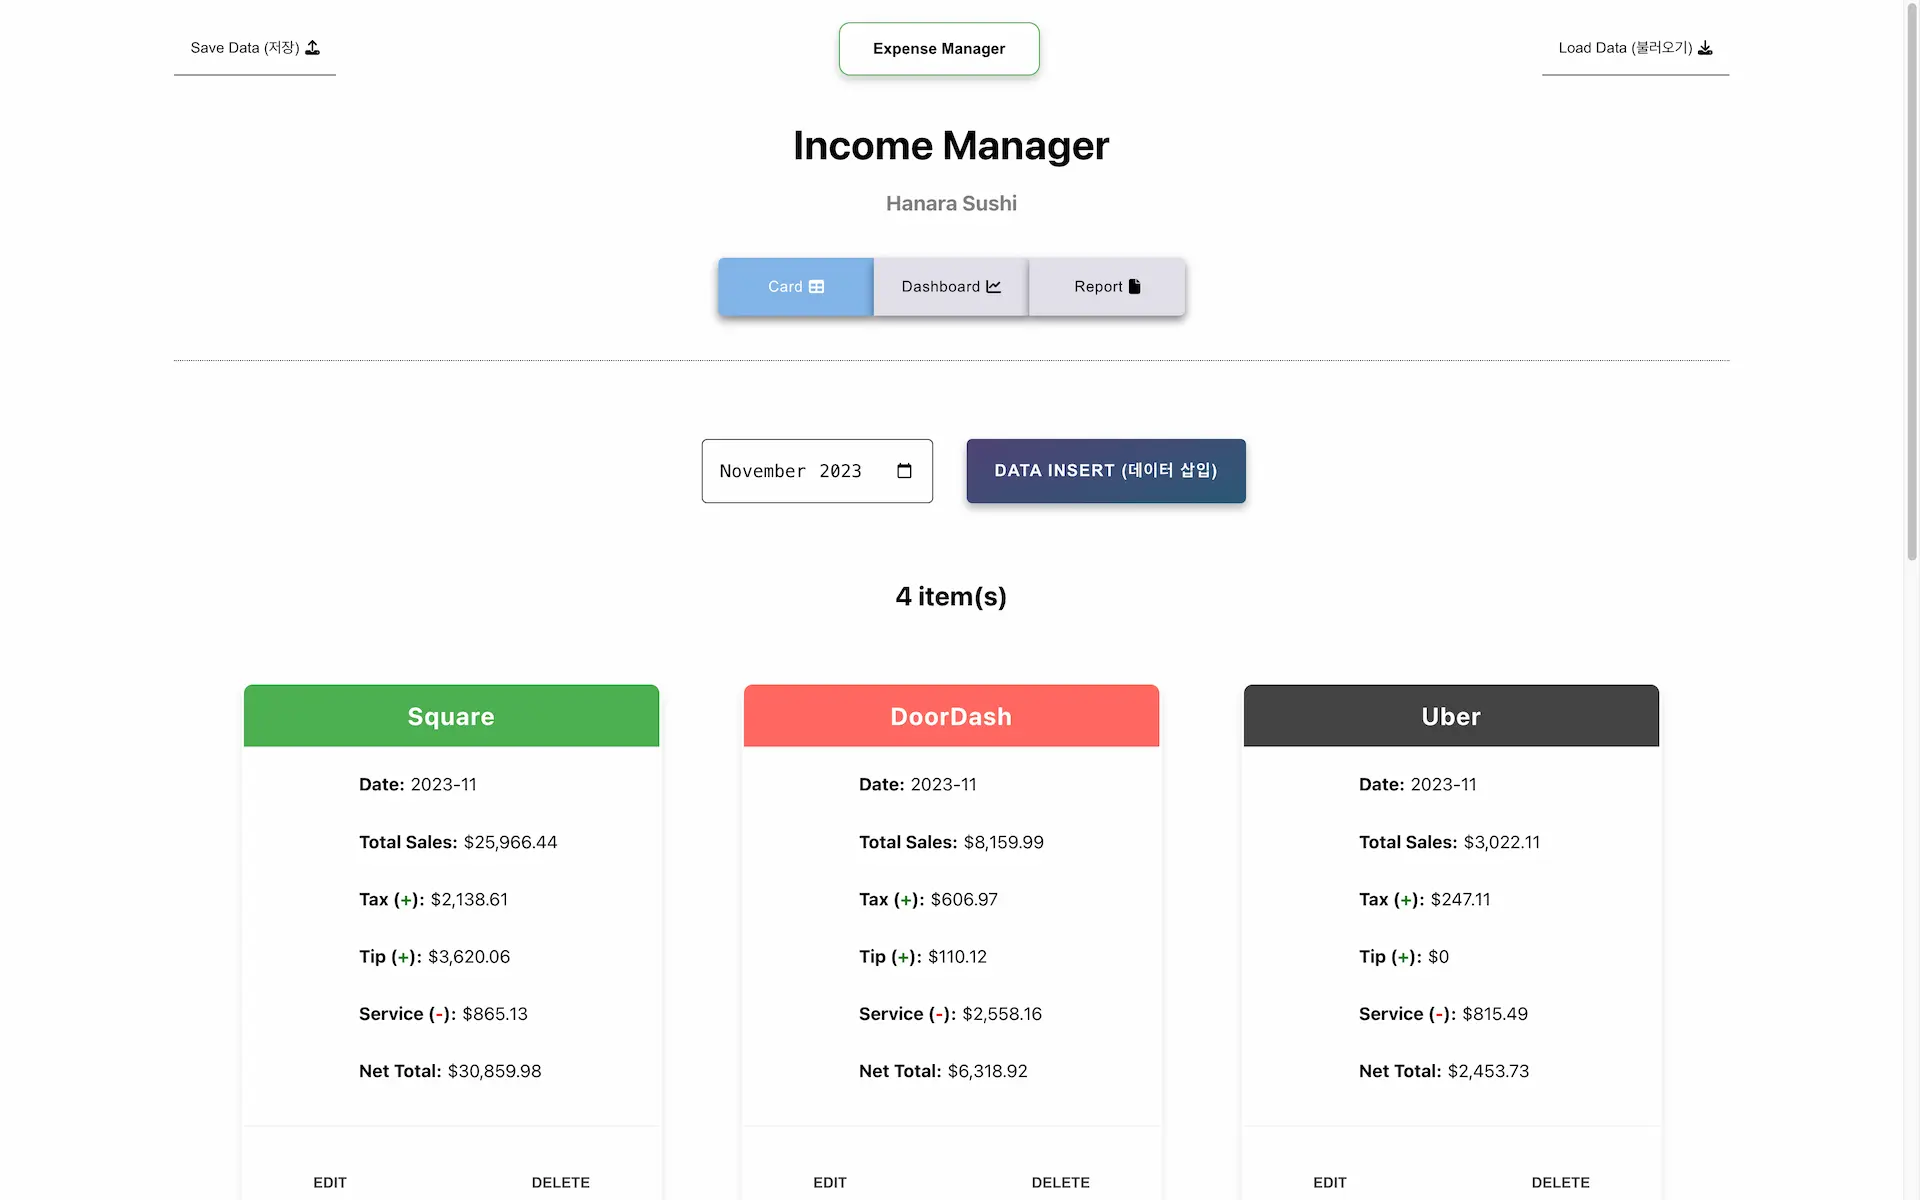 Save Data (저장)
Expense Manager
Load Data (불러오기)
Income Manager
Hanara Sushi
Card
Dashboard
Report
November 2023
DATA INSERT (데이터 삽입)
4 item(s)
Square
Date: 2023-11
Total Sales: $25,966.44
Tax (+): $2,138.61
Tip (+): $3,620.06
Service (-): $865.13
Net Total: $30,859.98
EDIT DELETE
DoorDash
Date: 2023-11
Total Sales: $8,159.99
Tax (+): $606.97
Tip (+): $110.12
Service (-): $2,558.16
Net Total: $6,318.92
EDIT DELETE
Uber
Date: 2023-11
Total Sales: $3,022.11
Tax (+): $247.11
Tip (+): $0
Service (-): $815.49
Net Total: $2,453.73
EDIT DELETE